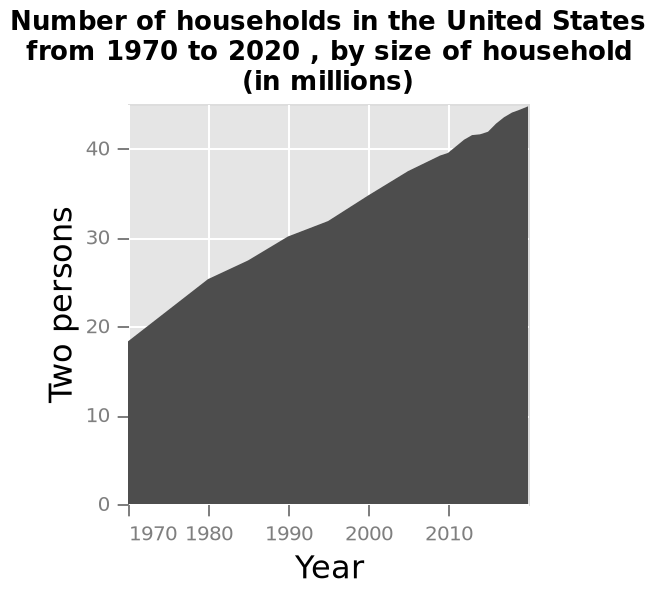 Number of households in the United States
from 1970 to 2020 , by size of household
(in millions)
Two persons
40
30
20
10
0
1970 1980 1990 2000 2010
Year